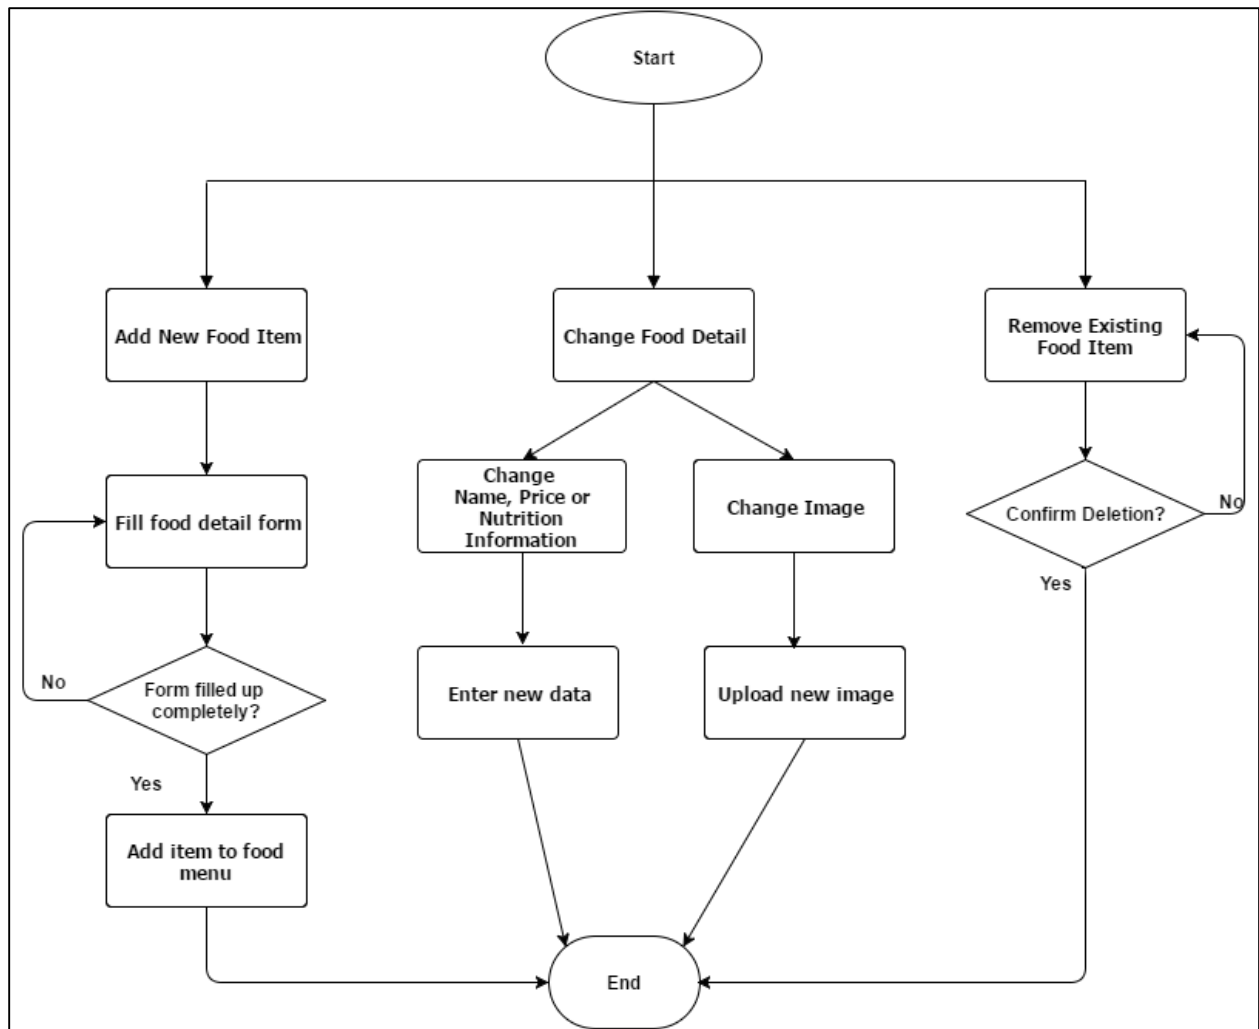 Start
Add New Food Item
Change Food Detail
Remove Existing
Food Item
Change
Name, Price or
Nutrition
Information
Change Image
Confirm Deletion?
No
Yes
Fill food detail form
No
Form filled up
completely?
Yes
Enter new data
Upload new image
Add item to food
menu
End